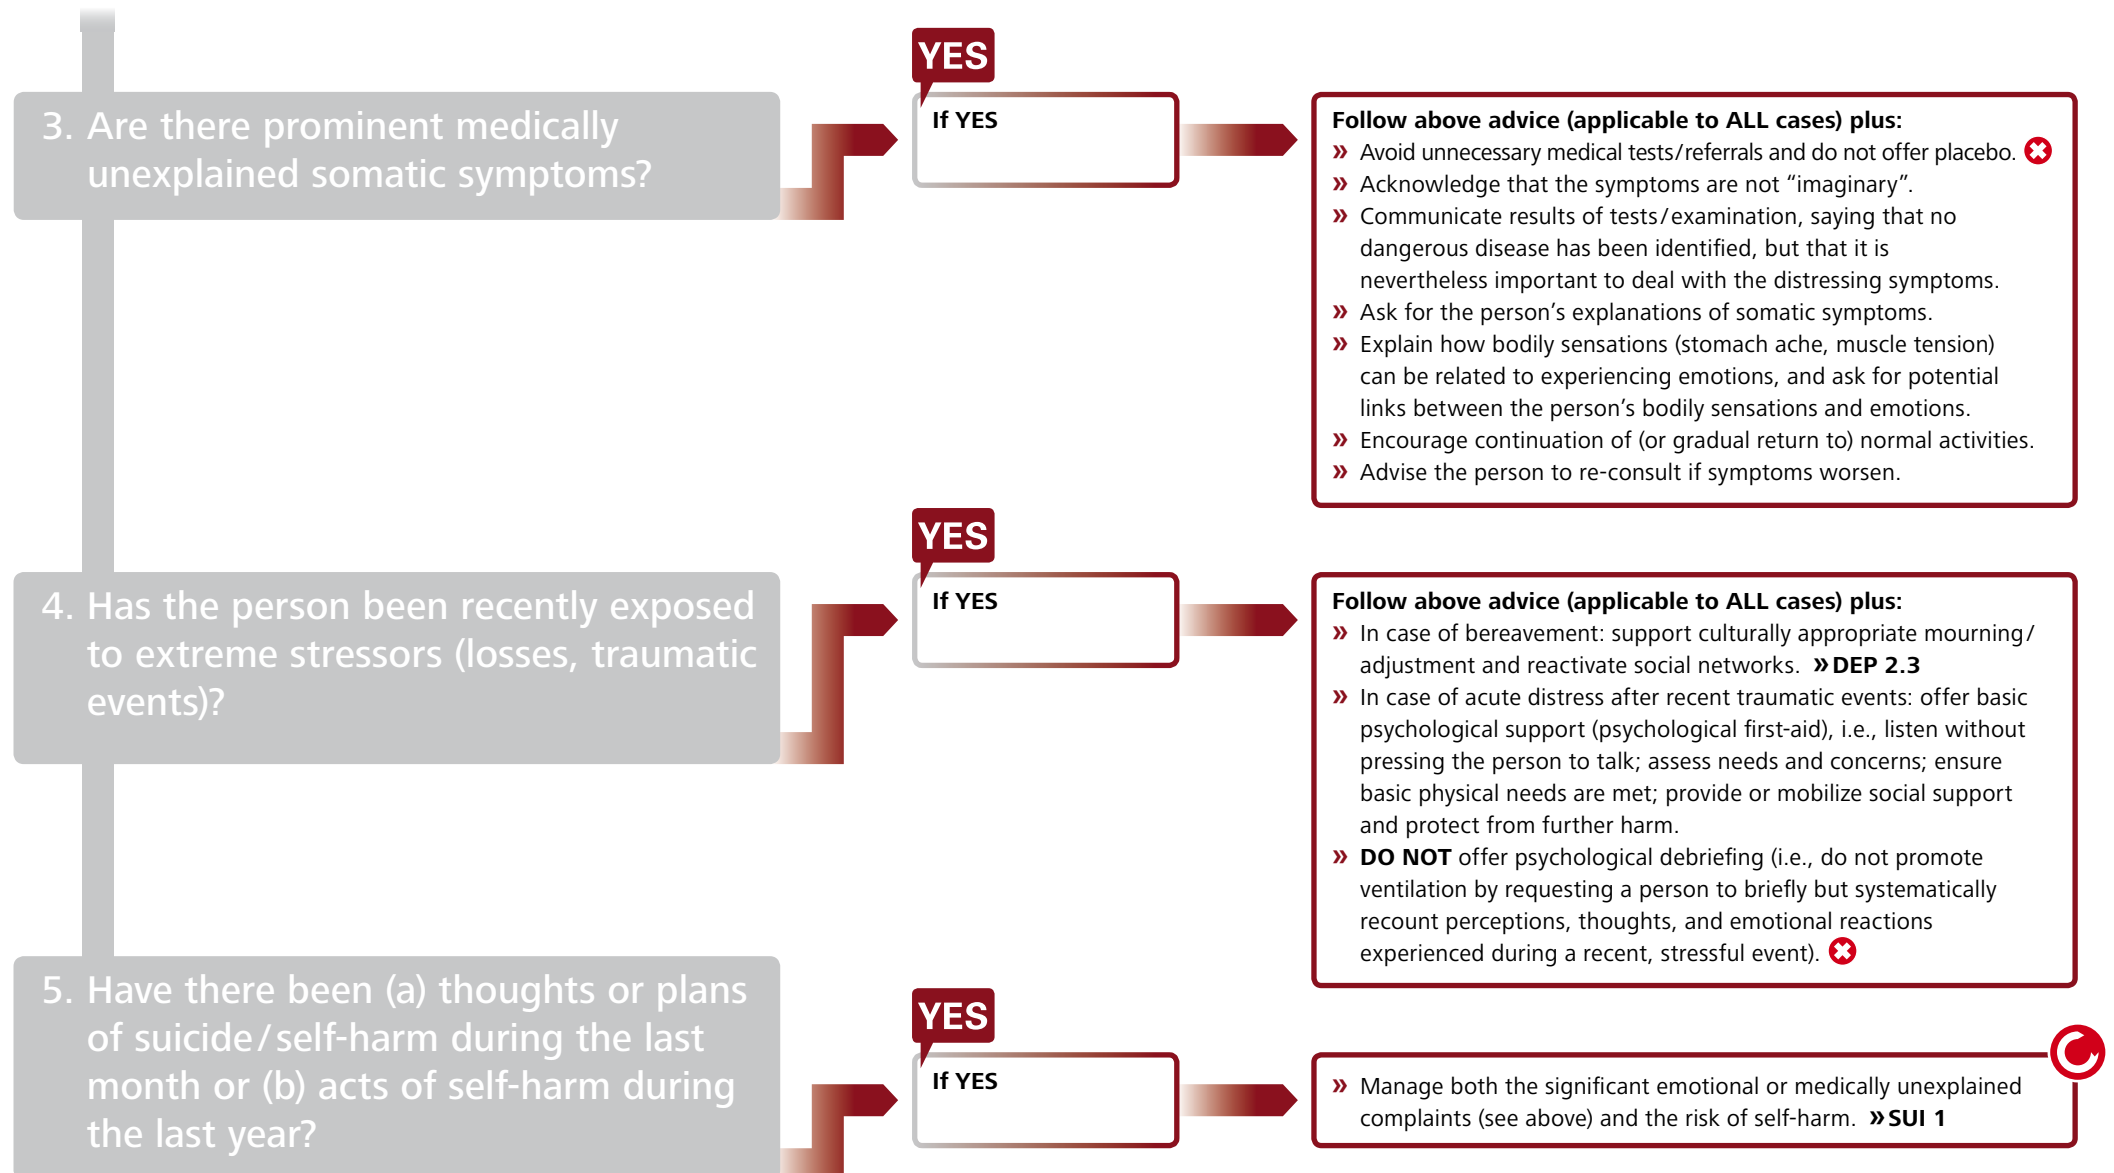 3. Are there prominent medically
unexplained somatic symptoms?
YES
If YES
Follow above advice (applicable to ALL cases) plus:
» Avoid unnecessary medical tests/referrals and do not offer placebo.
» Acknowledge that the symptoms are not “imaginary”.
» Communicate results of tests/examination, saying that no
dangerous disease has been identified, but that it is
nevertheless important to deal with the distressing symptoms.
» Ask for the person’s explanations of somatic symptoms.
» Explain how bodily sensations (stomach ache, muscle tension)
can be related to experiencing emotions, and ask for potential
links between the person’s bodily sensations and emotions.
» Encourage continuation of (or gradual return to) normal activities.
» Advise the person to re-consult if symptoms worsen.
4. Has the person been recently exposed
to extreme stressors (losses, traumatic
events)?
YES
If YES
Follow above advice (applicable to ALL cases) plus:
» In case of bereavement: support culturally appropriate mourning/
adjustment and reactivate social networks. » DEP 2.3
» In case of acute distress after recent traumatic events: offer basic
psychological support (psychological first-aid), i.e., listen without
pressing the person to talk; assess needs and concerns; ensure
basic physical needs are met; provide or mobilize social support
and protect from further harm.
» DO NOT offer psychological debriefing (i.e., do not promote
ventilation by requesting a person to briefly but systematically
recount perceptions, thoughts, and emotional reactions
experienced during a recent, stressful event).
5. Have there been (a) thoughts or plans
of suicide/self-harm during the last
month or (b) acts of self-harm during
the last year?
YES
If YES
» Manage both the significant emotional or medically unexplained
complaints (see above) and the risk of self-harm. » SUI 1